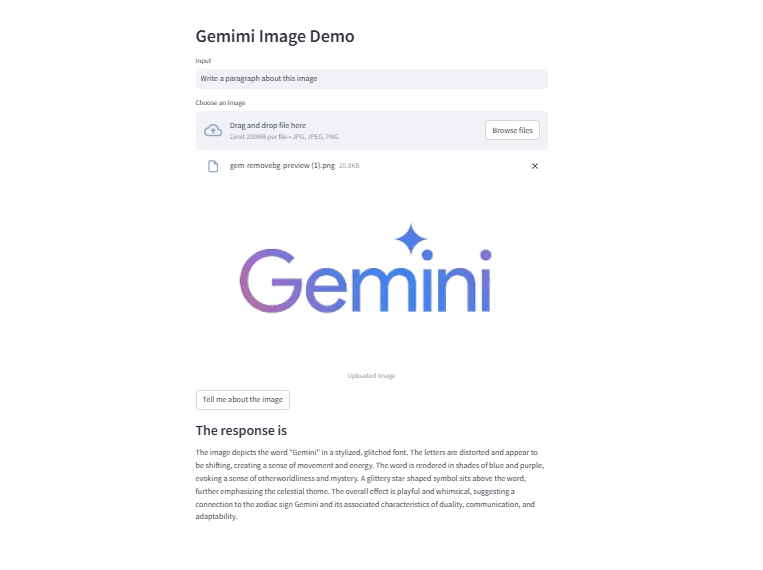 Gemimi Image Demo
Input
Write a paragraph about this image
Choose an image
Drag and drop file here
Limit 200MB per file • JPG, JPEG, PNG
Browse files
gem-removebg-preview (1).png 20.8KB
Gemini
Uploaded Image
Tell me about the image
The response is
The image depicts the word "Gemini" in a stylized, glitched font. The letters are distorted and appear to
be shifting, creating a sense of movement and energy. The word is rendered in shades of blue and purple,
evoking a sense of otherworldliness and mystery. A glittery star-shaped symbol sits above the word,
further emphasizing the celestial theme. The overall effect is playful and whimsical, suggesting a
connection to the zodiac sign Gemini and its associated characteristics of duality, communication, and
adaptability.